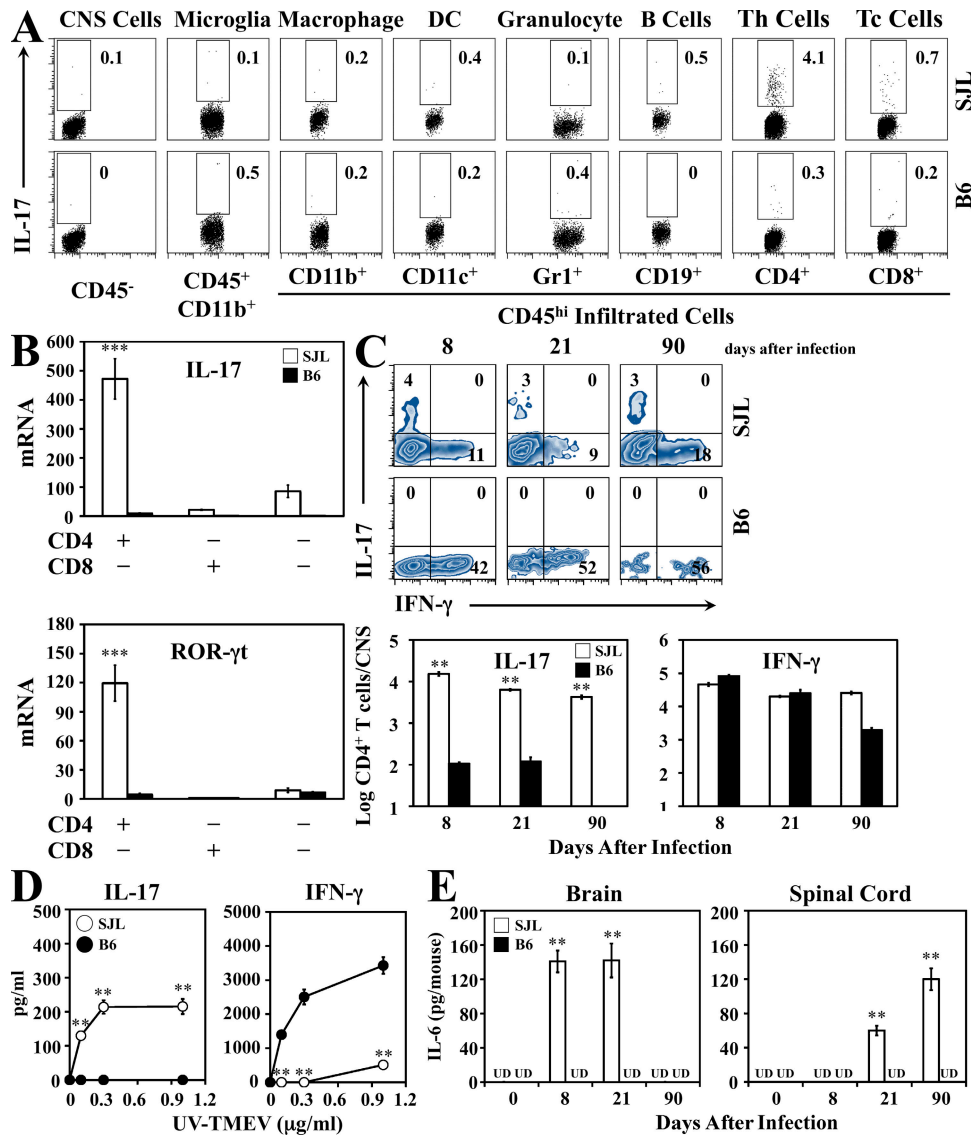 A
CNS Cells Microglia Macrophage DC Granulocyte B Cells Th Cells Tc Cells
0.1 0.1 0.2 0.4 0.1 0.5 4.1 0.7
SJL
0 0.5 0.2 0.2 0.4 0 0.3 0.2
B6
IL-17
CD45- CD45+ CD11b+ CD11b+ CD11c+ Gr1+ CD19+ CD4+ CD8+
CD45hi Infiltrated Cells
B
IL-17
SJL
B6
***
mRNA
600
500
400
300
200
100
0
CD4 + − −
CD8 − + −
ROR-γt
***
mRNA
180
150
120
90
60
30
0
CD4 + − −
CD8 − + −
C
8 21 90 days after infection
4 0 3 0 3 0
11 9 18
SJL
0 0 0 0 0 0
42 52 56
B6
IL-17
IFN-γ
IL-17
SJL
B6
** ** **
Log CD4+ T cells/CNS
5
4
3
2
1
8 21 90
IFN-γ
6
5
4
3
2
1
8 21 90
Days After Infection
D
IL-17
SJL
B6
** ** **
pg/ml
500
400
300
200
100
0
0 0.3 0.6 0.9 1.2
IFN-γ
5000
4000
3000
2000
1000
0
** ** **
0 0.3 0.6 0.9 1.2
UV-TMEV (μg/ml)
E
Brain
SJL
B6
** **
IL-6 (pg/mouse)
200
160
120
80
40
0
UD UD UD UD UD UD
0 8 21 90
Spinal Cord
200
160
120
80
40
0
** **
UD UD UD UD UD UD
0 8 21 90
Days After Infection